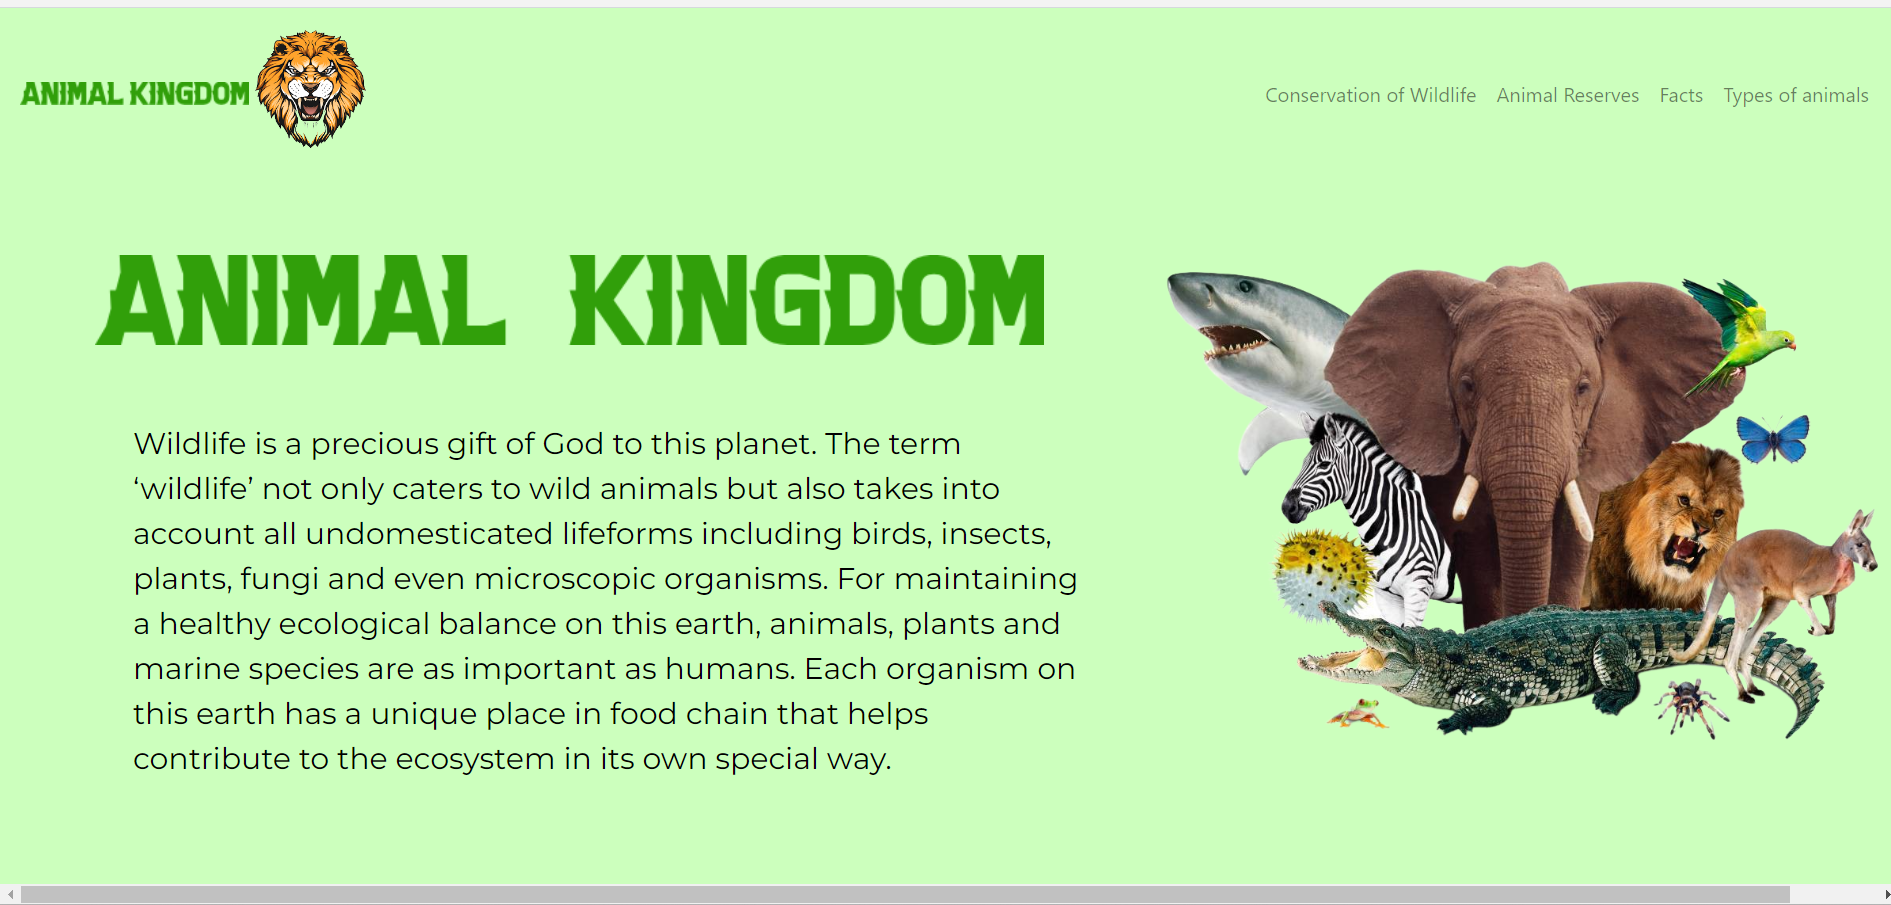 ANIMAL KINGDOM
Conservation of Wildlife Animal Reserves Facts Types of animals
ANIMAL KINGDOM
Wildlife is a precious gift of God to this planet. The term
‘wildlife’ not only caters to wild animals but also takes into
account all undomesticated lifeforms including birds, insects,
plants, fungi and even microscopic organisms. For maintaining
a healthy ecological balance on this earth, animals, plants and
marine species are as important as humans. Each organism on
this earth has a unique place in food chain that helps
contribute to the ecosystem in its own special way.